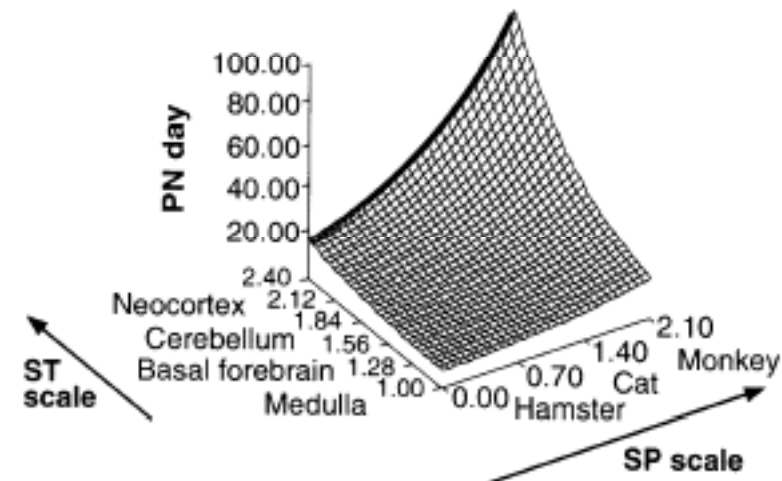 PN day
100.00
80.00
60.00
40.00
20.00
2.40
Neocortex 2.12
1.84
Cerebellum 1.56
Basal forebrain 1.28
Medulla 1.00
ST
scale
0.00 Hamster
0.70
Cat
1.40
Monkey
2.10
SP scale